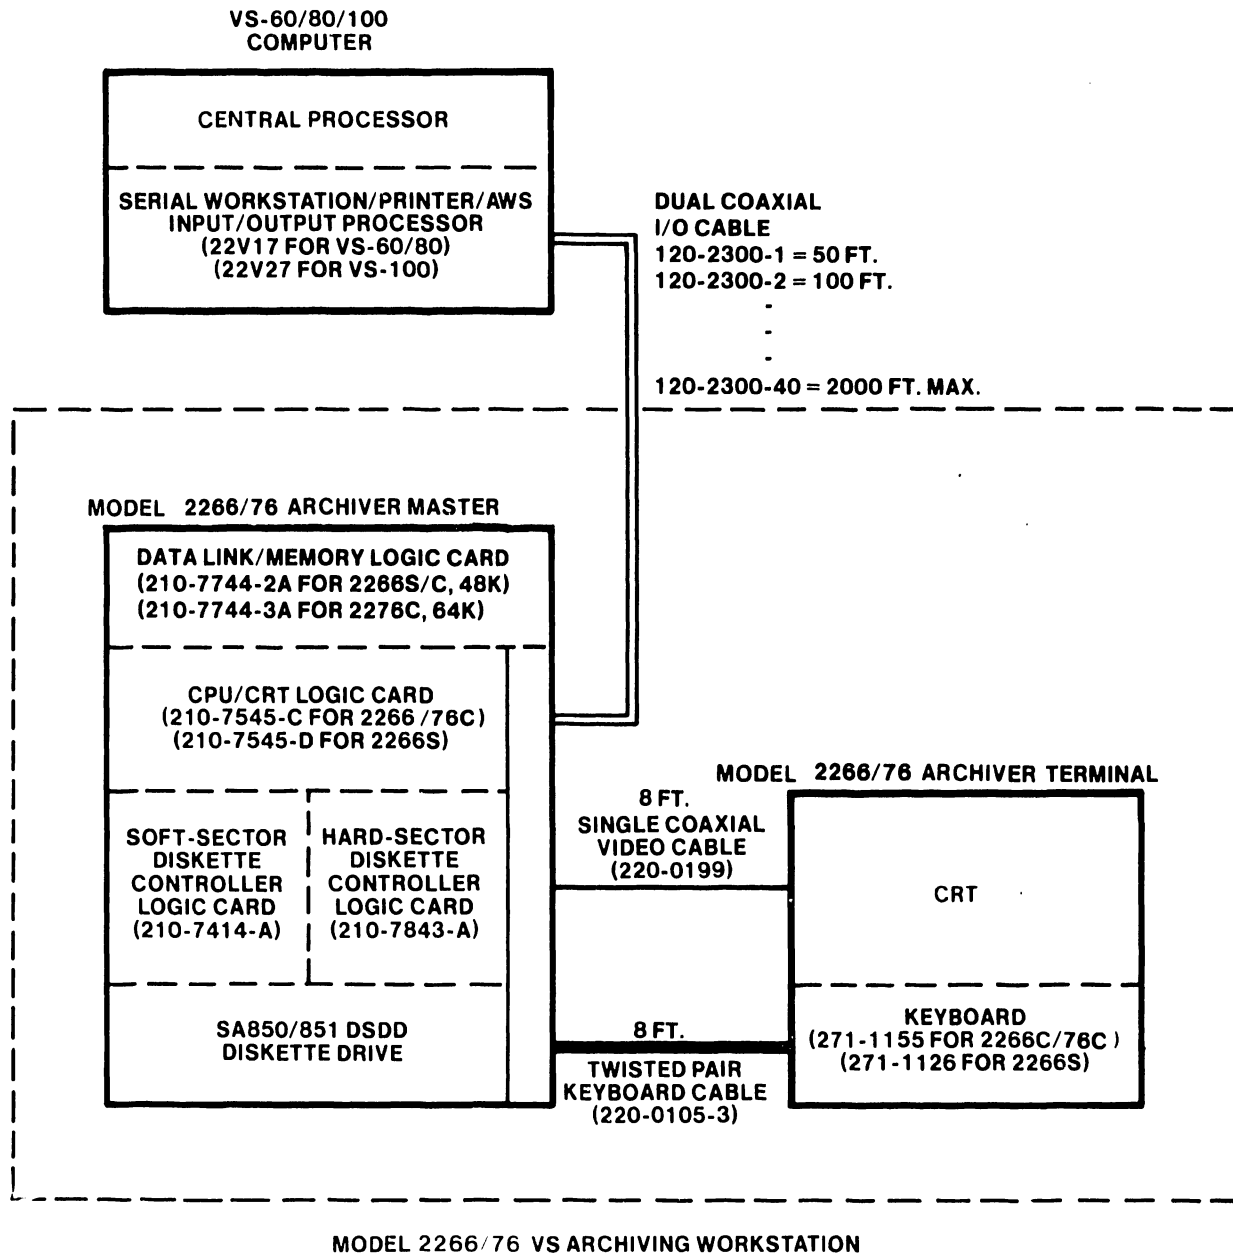 VS-60/80/100
COMPUTER
CENTRAL PROCESSOR
SERIAL WORKSTATION/PRINTER/AWS
INPUT/OUTPUT PROCESSOR
(22V17 FOR VS-60/80)
(22V27 FOR VS-100)
DUAL COAXIAL
I/O CABLE
120-2300-1 = 50 FT.
120-2300-2 = 100 FT.
-
-
-
120-2300-40 = 2000 FT. MAX.
MODEL 2266/76 ARCHIVER MASTER
DATA LINK/MEMORY LOGIC CARD
(210-7744-2A FOR 2266S/C, 48K)
(210-7744-3A FOR 2276C, 64K)
CPU/CRT LOGIC CARD
(210-7545-C FOR 2266 /76C)
(210-7545-D FOR 2266S)
SOFT-SECTOR
DISKETTE
CONTROLLER
LOGIC CARD
(210-7414-A)
HARD-SECTOR
DISKETTE
CONTROLLER
LOGIC CARD
(210-7843-A)
SA850/851 DSDD
DISKETTE DRIVE
8 FT.
SINGLE COAXIAL
VIDEO CABLE
(220-0199)
8 FT.
TWISTED PAIR
KEYBOARD CABLE
(220-0105-3)
MODEL 2266/76 ARCHIVER TERMINAL
CRT
KEYBOARD
(271-1155 FOR 2266C/76C )
(271-1126 FOR 2266S)
MODEL 2266/76 VS ARCHIVING WORKSTATION